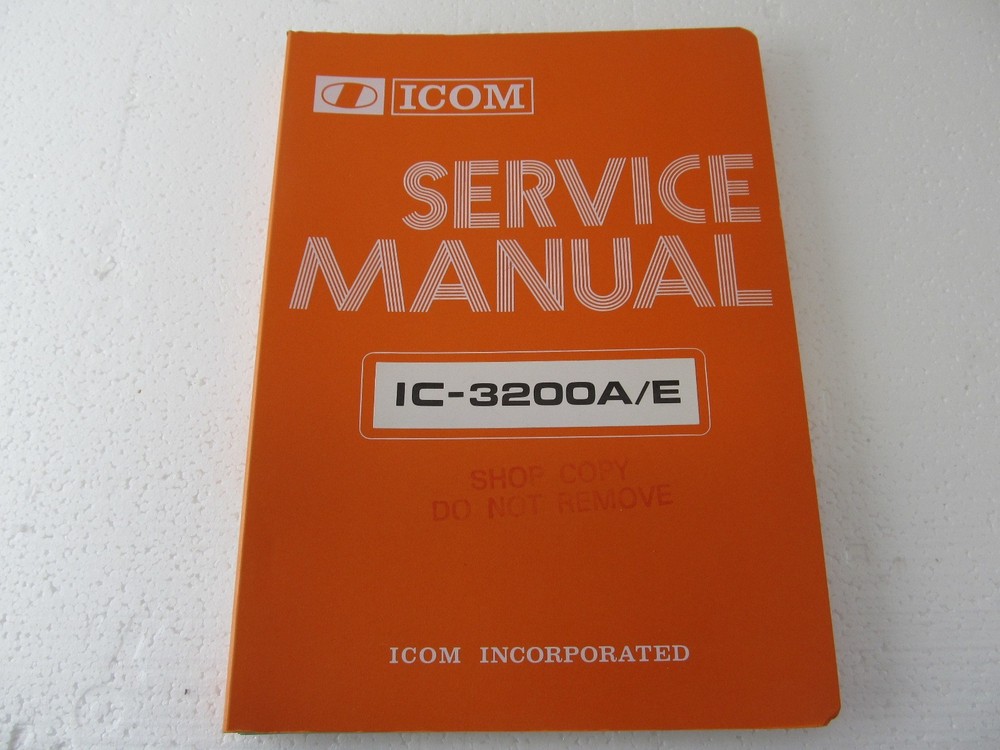 ICOM
SERVICE
MANUAL
IC-3200A/E
SHOP COPY
DO NOT REMOVE
ICOM INCORPORATED